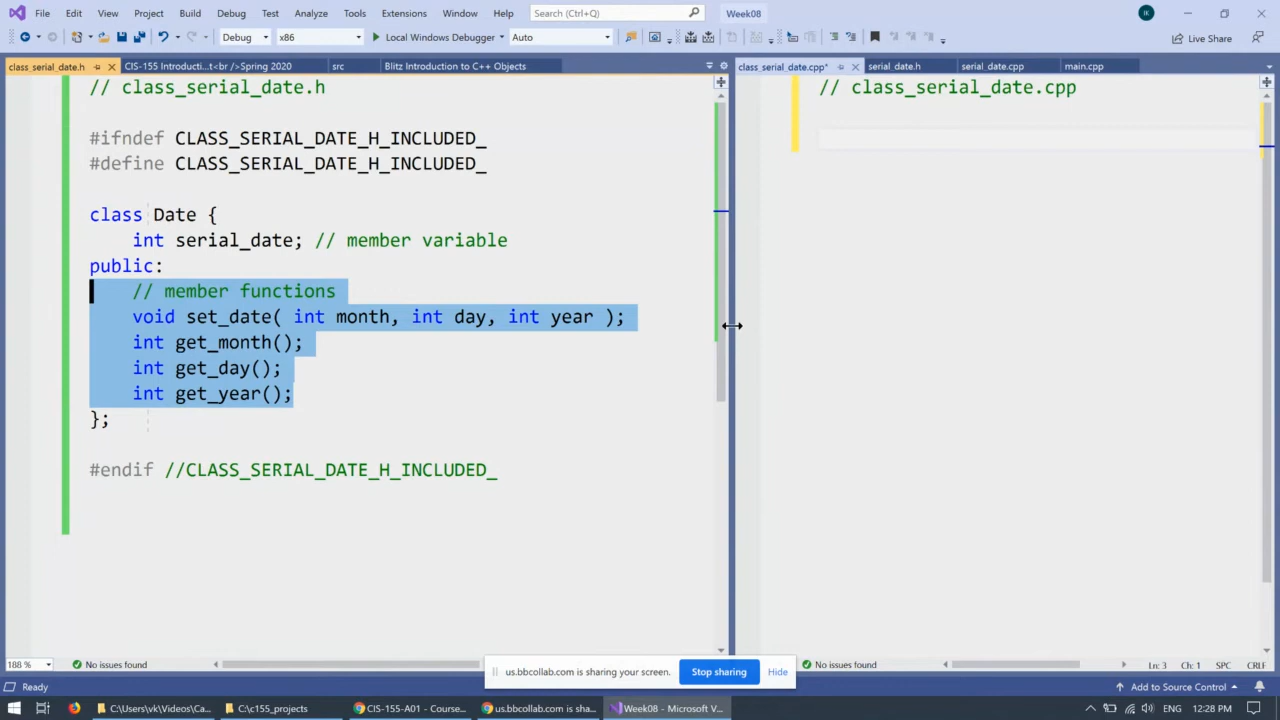 File Edit View Project Build Debug Test Analyze Tools Extensions Window Help Search (Ctrl+Q) Week08 IK
Debug x86 Local Windows Debugger Auto Live Share
class_serial_date.h CIS-155 Introducti...t<br />Spring 2020 src Blitz Introduction to C++ Objects class_serial_date.cpp* serial_date.h serial_date.cpp main.cpp
// class_serial_date.h
#ifndef CLASS_SERIAL_DATE_H_INCLUDED_
#define CLASS_SERIAL_DATE_H_INCLUDED_
class Date {
int serial_date; // member variable
public:
// member functions
void set_date( int month, int day, int year );
int get_month();
int get_day();
int get_year();
};
#endif //CLASS_SERIAL_DATE_H_INCLUDED_
// class_serial_date.cpp
188 % No issues found
us.bbcollab.com is sharing your screen. Stop sharing Hide
No issues found Ln: 3 Ch: 1 SPC CRLF
Ready Add to Source Control
C:\Users\vk\Videos\Ca... C:\c155_projects CIS-155-A01 - Course... us.bbcollab.com is sha... Week08 - Microsoft V... ENG 12:28 PM